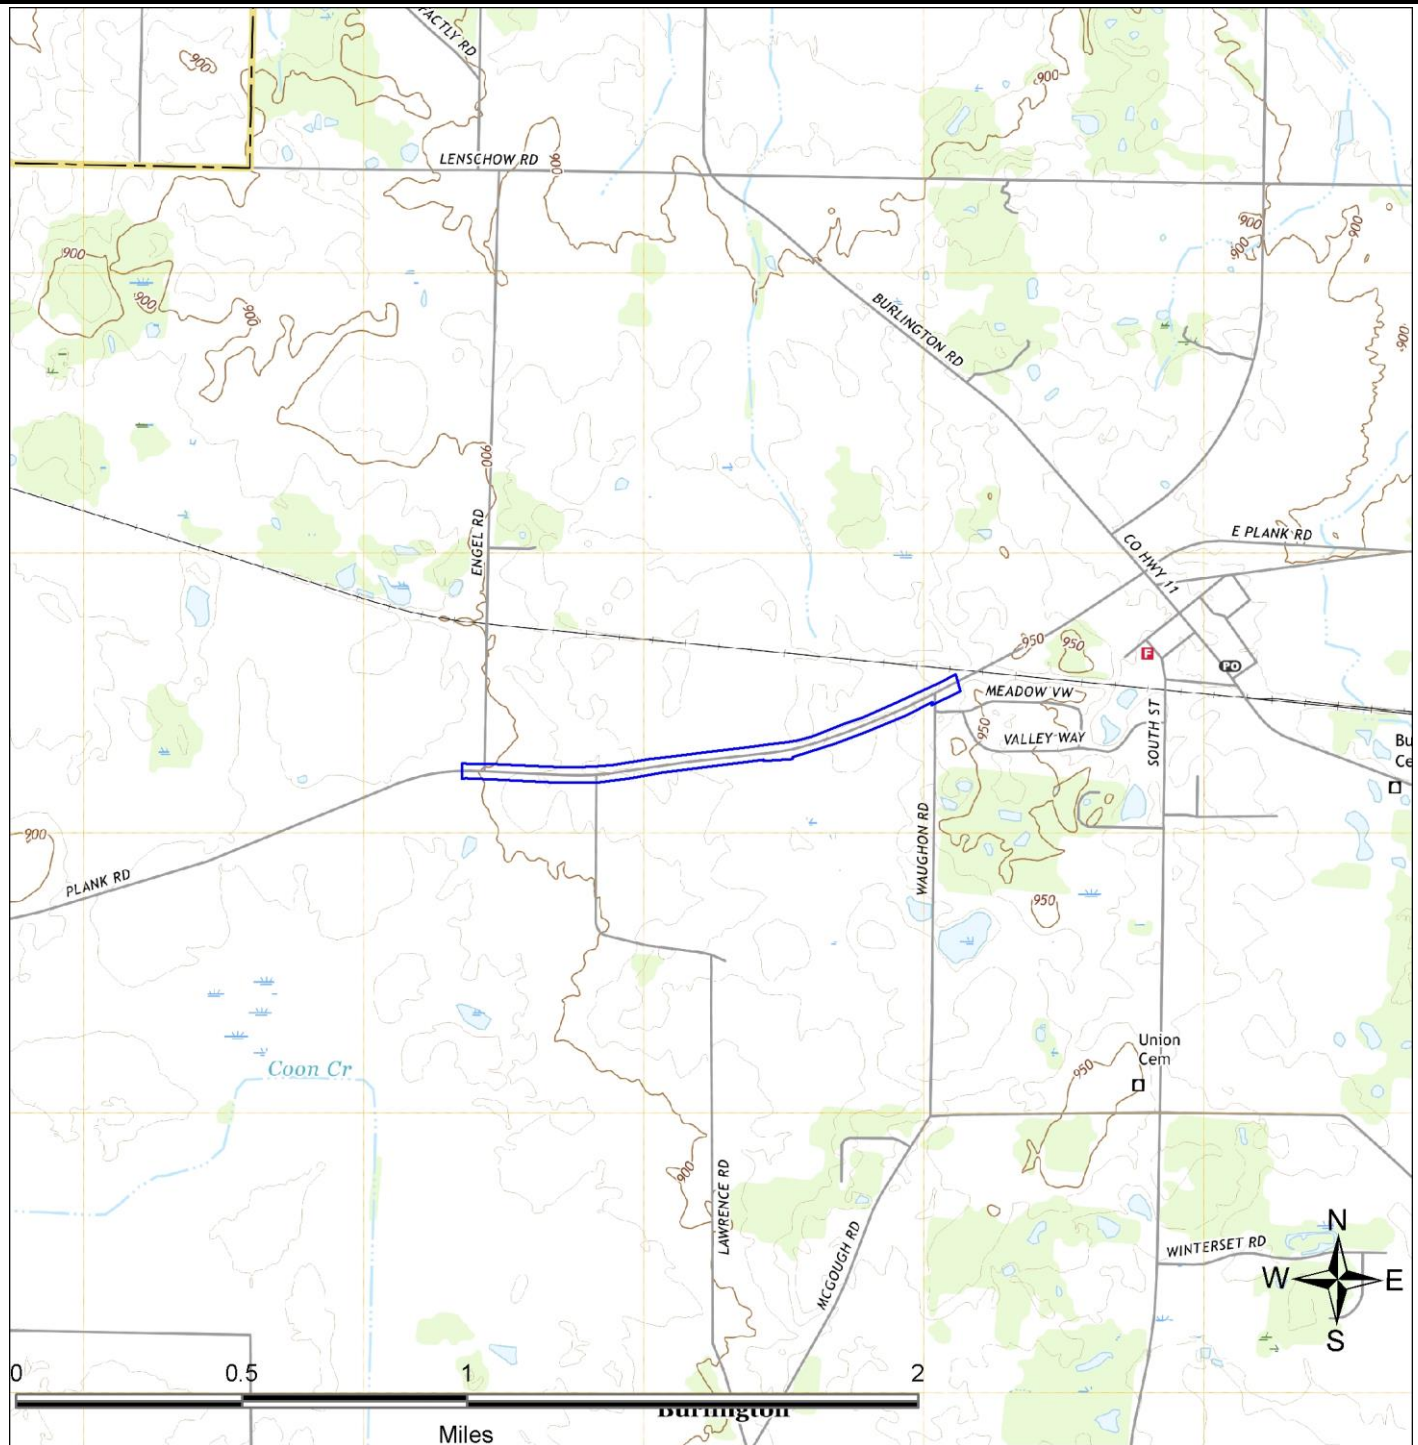 FACTLY RD
900
900
LENSCHOW RD
900
900
900
900
900
900
900
900
BURLINGTON RD
900
900
ENGEL RD
E PLANK RD
CO HWY 11
950
950
F
PO
MEADOW VW
950
VALLEY WAY
SOUTH ST
Bu
Ce
900
WAUGHON RD
PLANK RD
950
Union
Cem
950
Coon Cr
900
LAWRENCE RD
MCGOUGH RD
WINTERSET RD
N
W E
S
0 0.5 1 2
Burlington
Miles